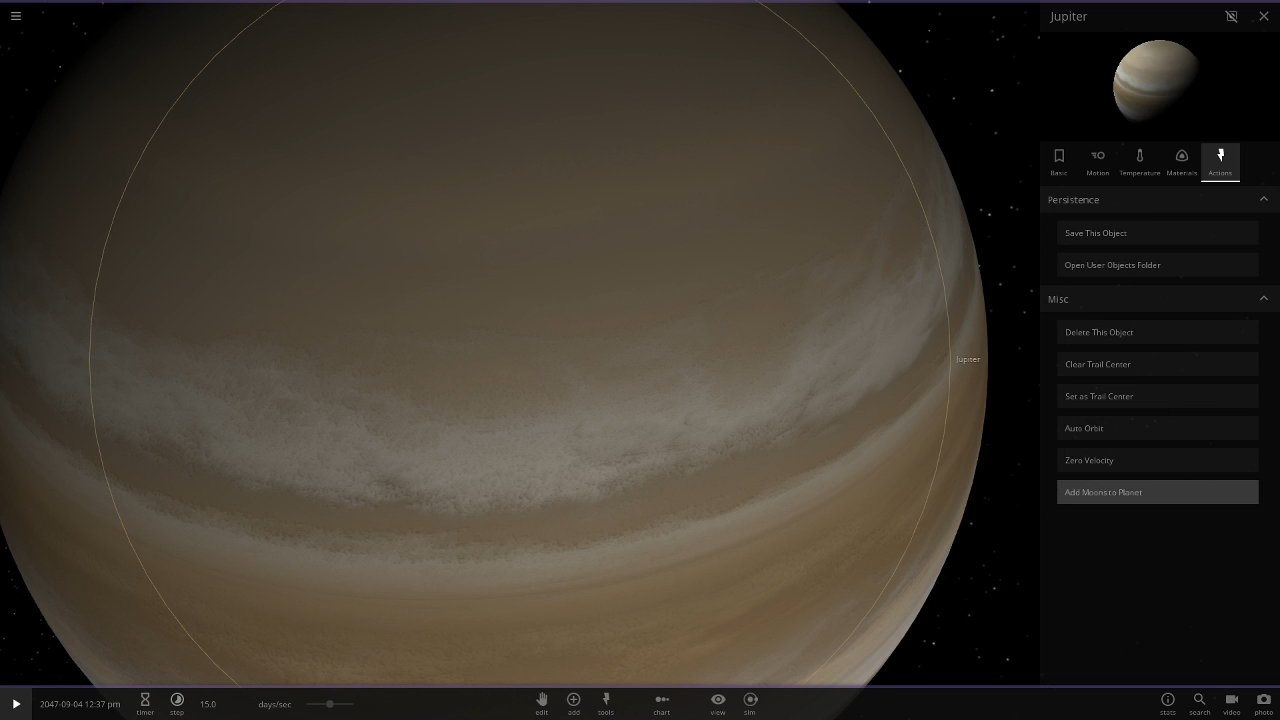 Jupiter
Basic
Motion
Temperature
Materials
Actions
Persistence
Save This Object
Open User Objects Folder
Misc
Delete This Object
Clear Trail Center
Set as Trail Center
Auto Orbit
Zero Velocity
Add Moons to Planet
Jupiter
2047-09-04 12:37 pm
timer
step
15.0
days/sec
edit
add
tools
chart
view
sim
stats
search
video
photo